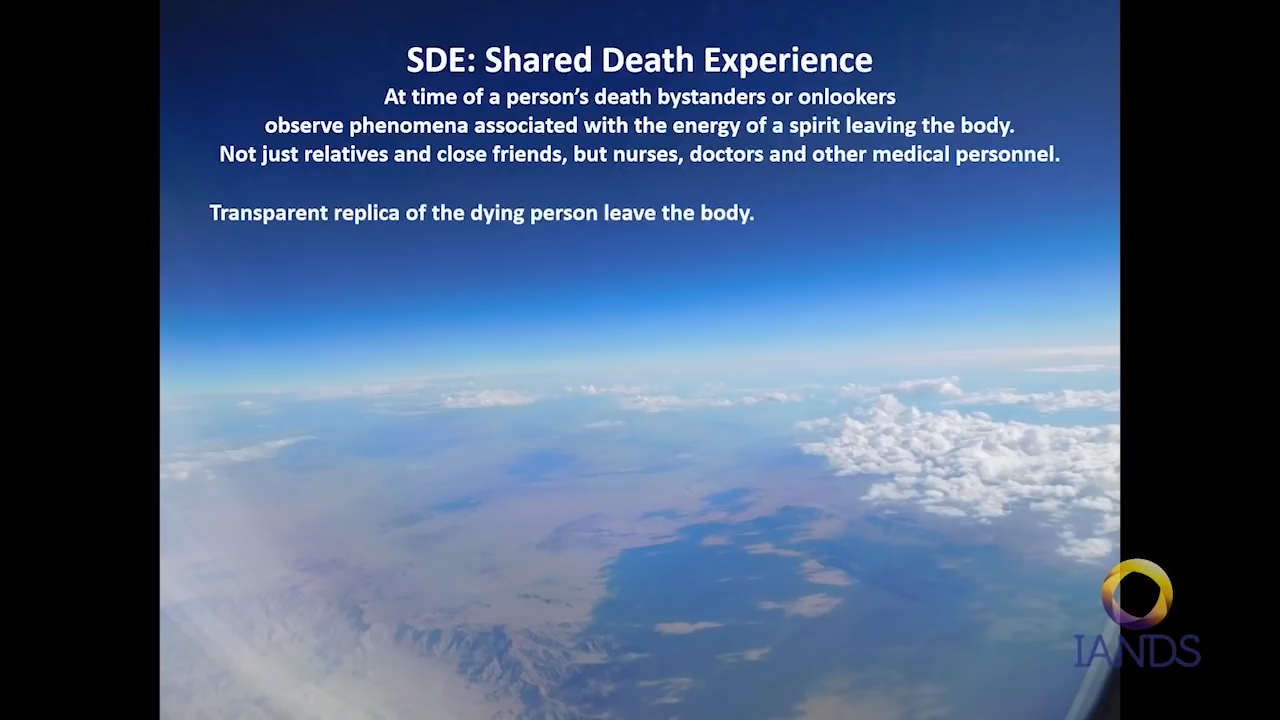 SDE: Shared Death Experience
At time of a person's death bystanders or onlookers
observe phenomena associated with the energy of a spirit leaving the body.
Not just relatives and close friends, but nurses, doctors and other medical personnel.
Transparent replica of the dying person leave the body.
IANDS